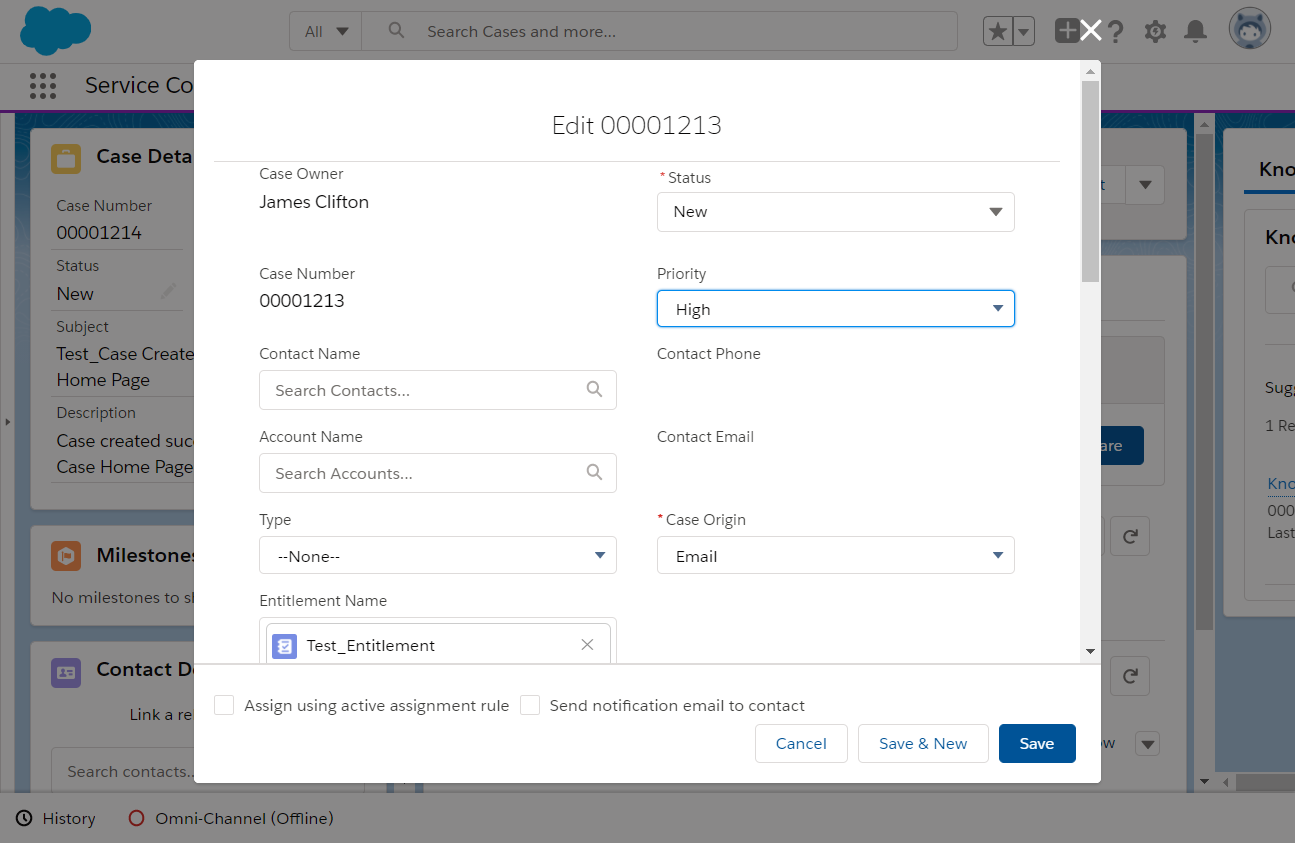 All
Search Cases and more...
Service Co
Edit 00001213
Case Owner
James Clifton
* Status
New
Case Number
00001213
Priority
High
Contact Name
Search Contacts...
Contact Phone
Account Name
Search Accounts...
Contact Email
Type
--None--
* Case Origin
Email
Entitlement Name
Test_Entitlement
Assign using active assignment rule
Send notification email to contact
Cancel
Save & New
Save
Case Deta
Case Number
00001214
Status
New
Subject
Test_Case Create
Home Page
Description
Case created suc
Case Home Page
Milestones
No milestones to s
Contact D
Link a re
Search contacts...
t
are
ow
Kno
Kno
Sugg
1 Re
Kno
000
Last
History
Omni-Channel (Offline)